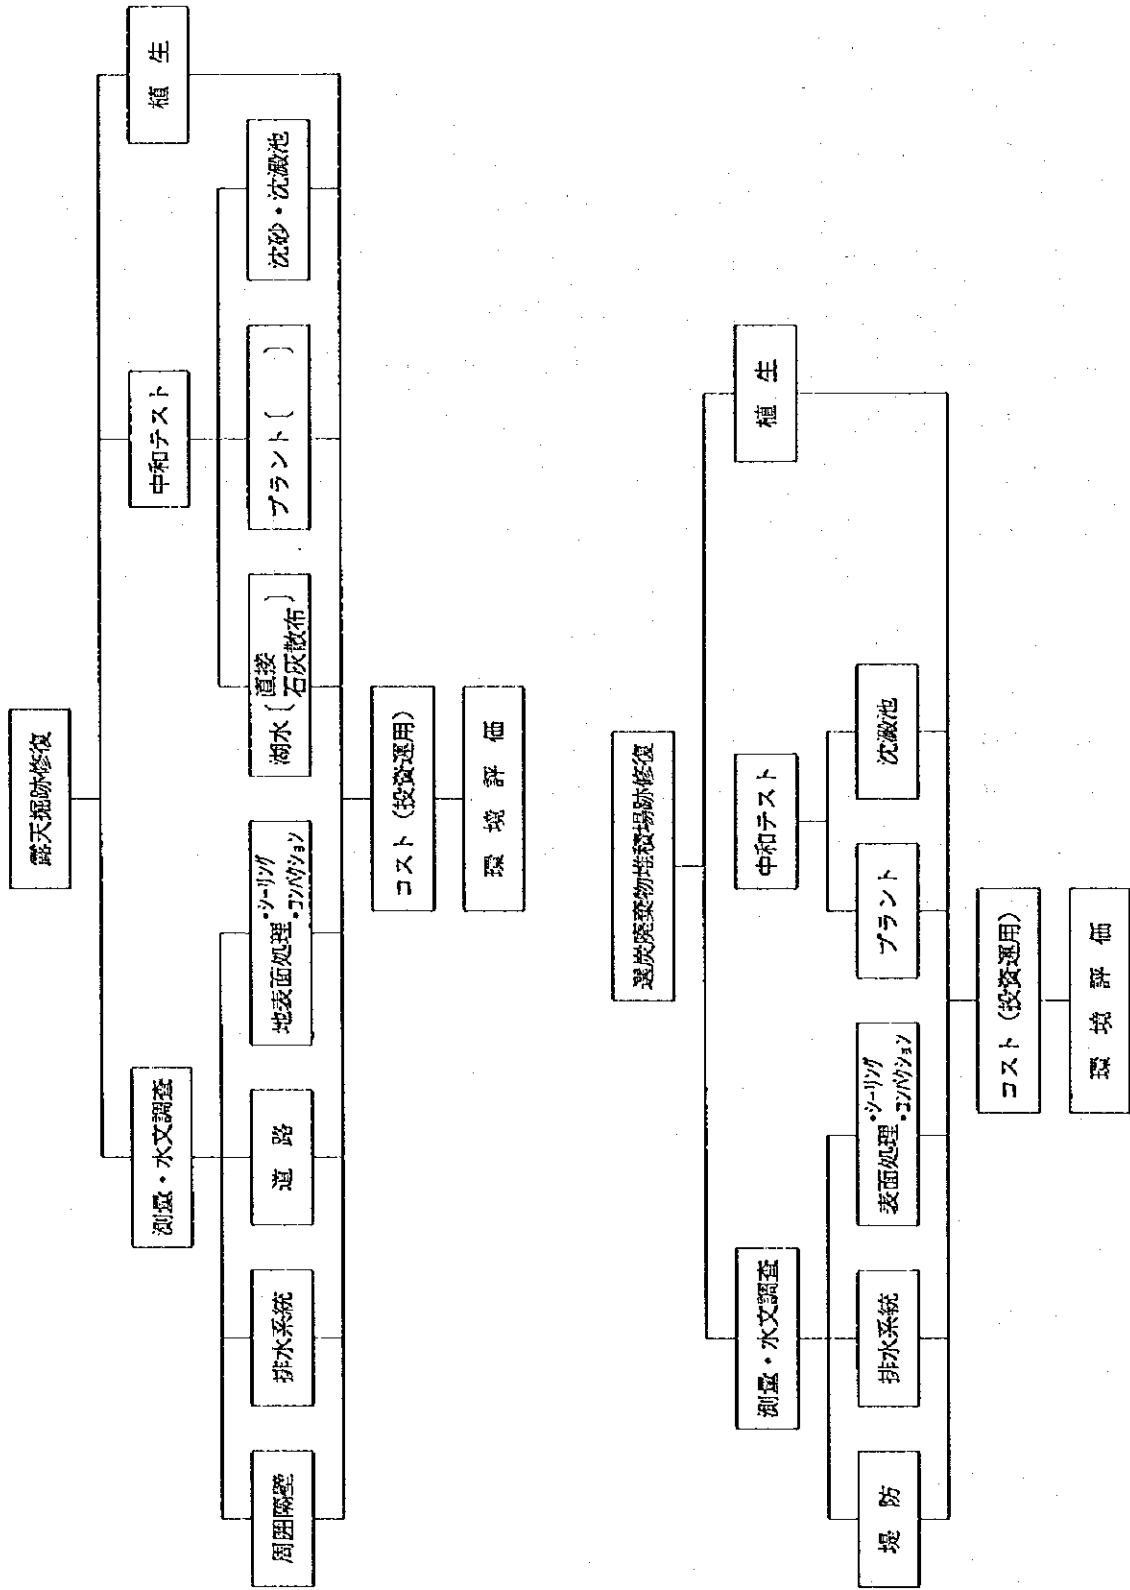 露天掘跡修復
測量・水文調査
中和テスト
植生
周囲隔壁
排水系統
道路
地表面処理・シーリング
・コンパクション
湖水（直接
石灰散布）
プラント（　　）
沈砂・沈澱池
コスト（投資運用）
環境評価
選炭廃棄物堆積場跡修復
測量・水文調査
中和テスト
植生
堤防
排水系統
表面処理・シーリング
・コンパクション
プラント
沈澱池
コスト（投資運用）
環境評価